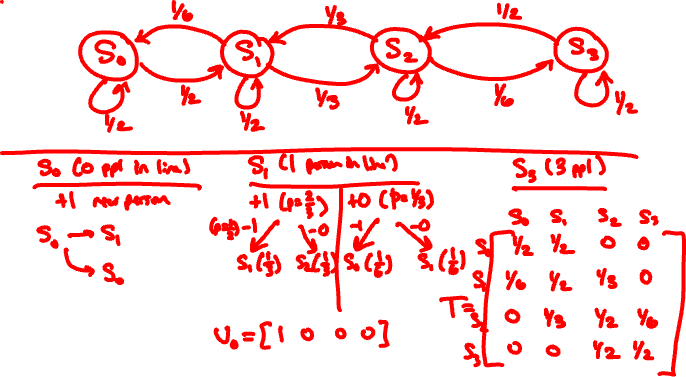 1/6 1/3 1/2
S₀ S₁ S₂ S₃
1/2 1/3 1/6
1/2 1/2 1/2 1/2
S₀ (0 ppl in line)
+1 new person
S₀ → S₁
→ S₀
S₁ (1 person in line)
+1 (p=2/3) +0 (p=1/3)
(p=1/2) -1 -0 -1 -0
S₁(1/3) S₂(1/3) S₀(1/6) S₁(1/6)
U₀=[1 0 0 0]
S₃ (3 ppl)
S₀ S₁ S₂ S₃
S₀ 1/2 1/2 0 0
S₁ 1/6 1/2 1/3 0
T= S₂ 0 1/3 1/2 1/6
S₃ 0 0 1/2 1/2